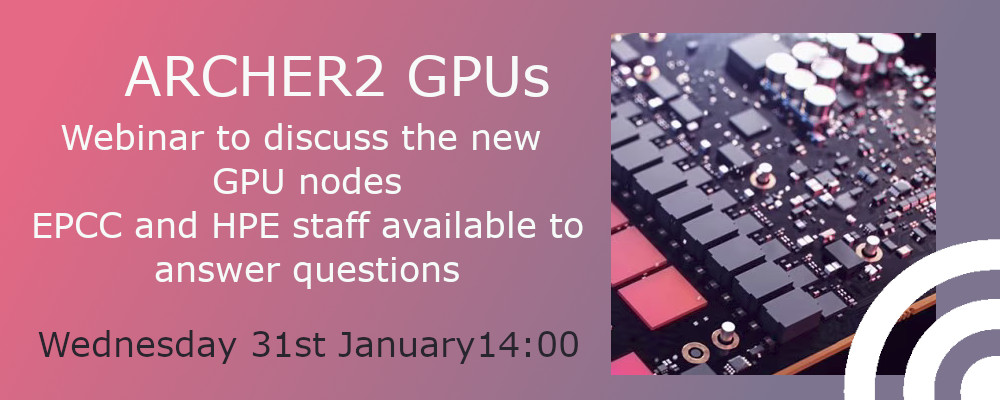 ARCHER2 GPUs
Webinar to discuss the new
GPU nodes
EPCC and HPE staff available to
answer questions
Wednesday 31st January14:00